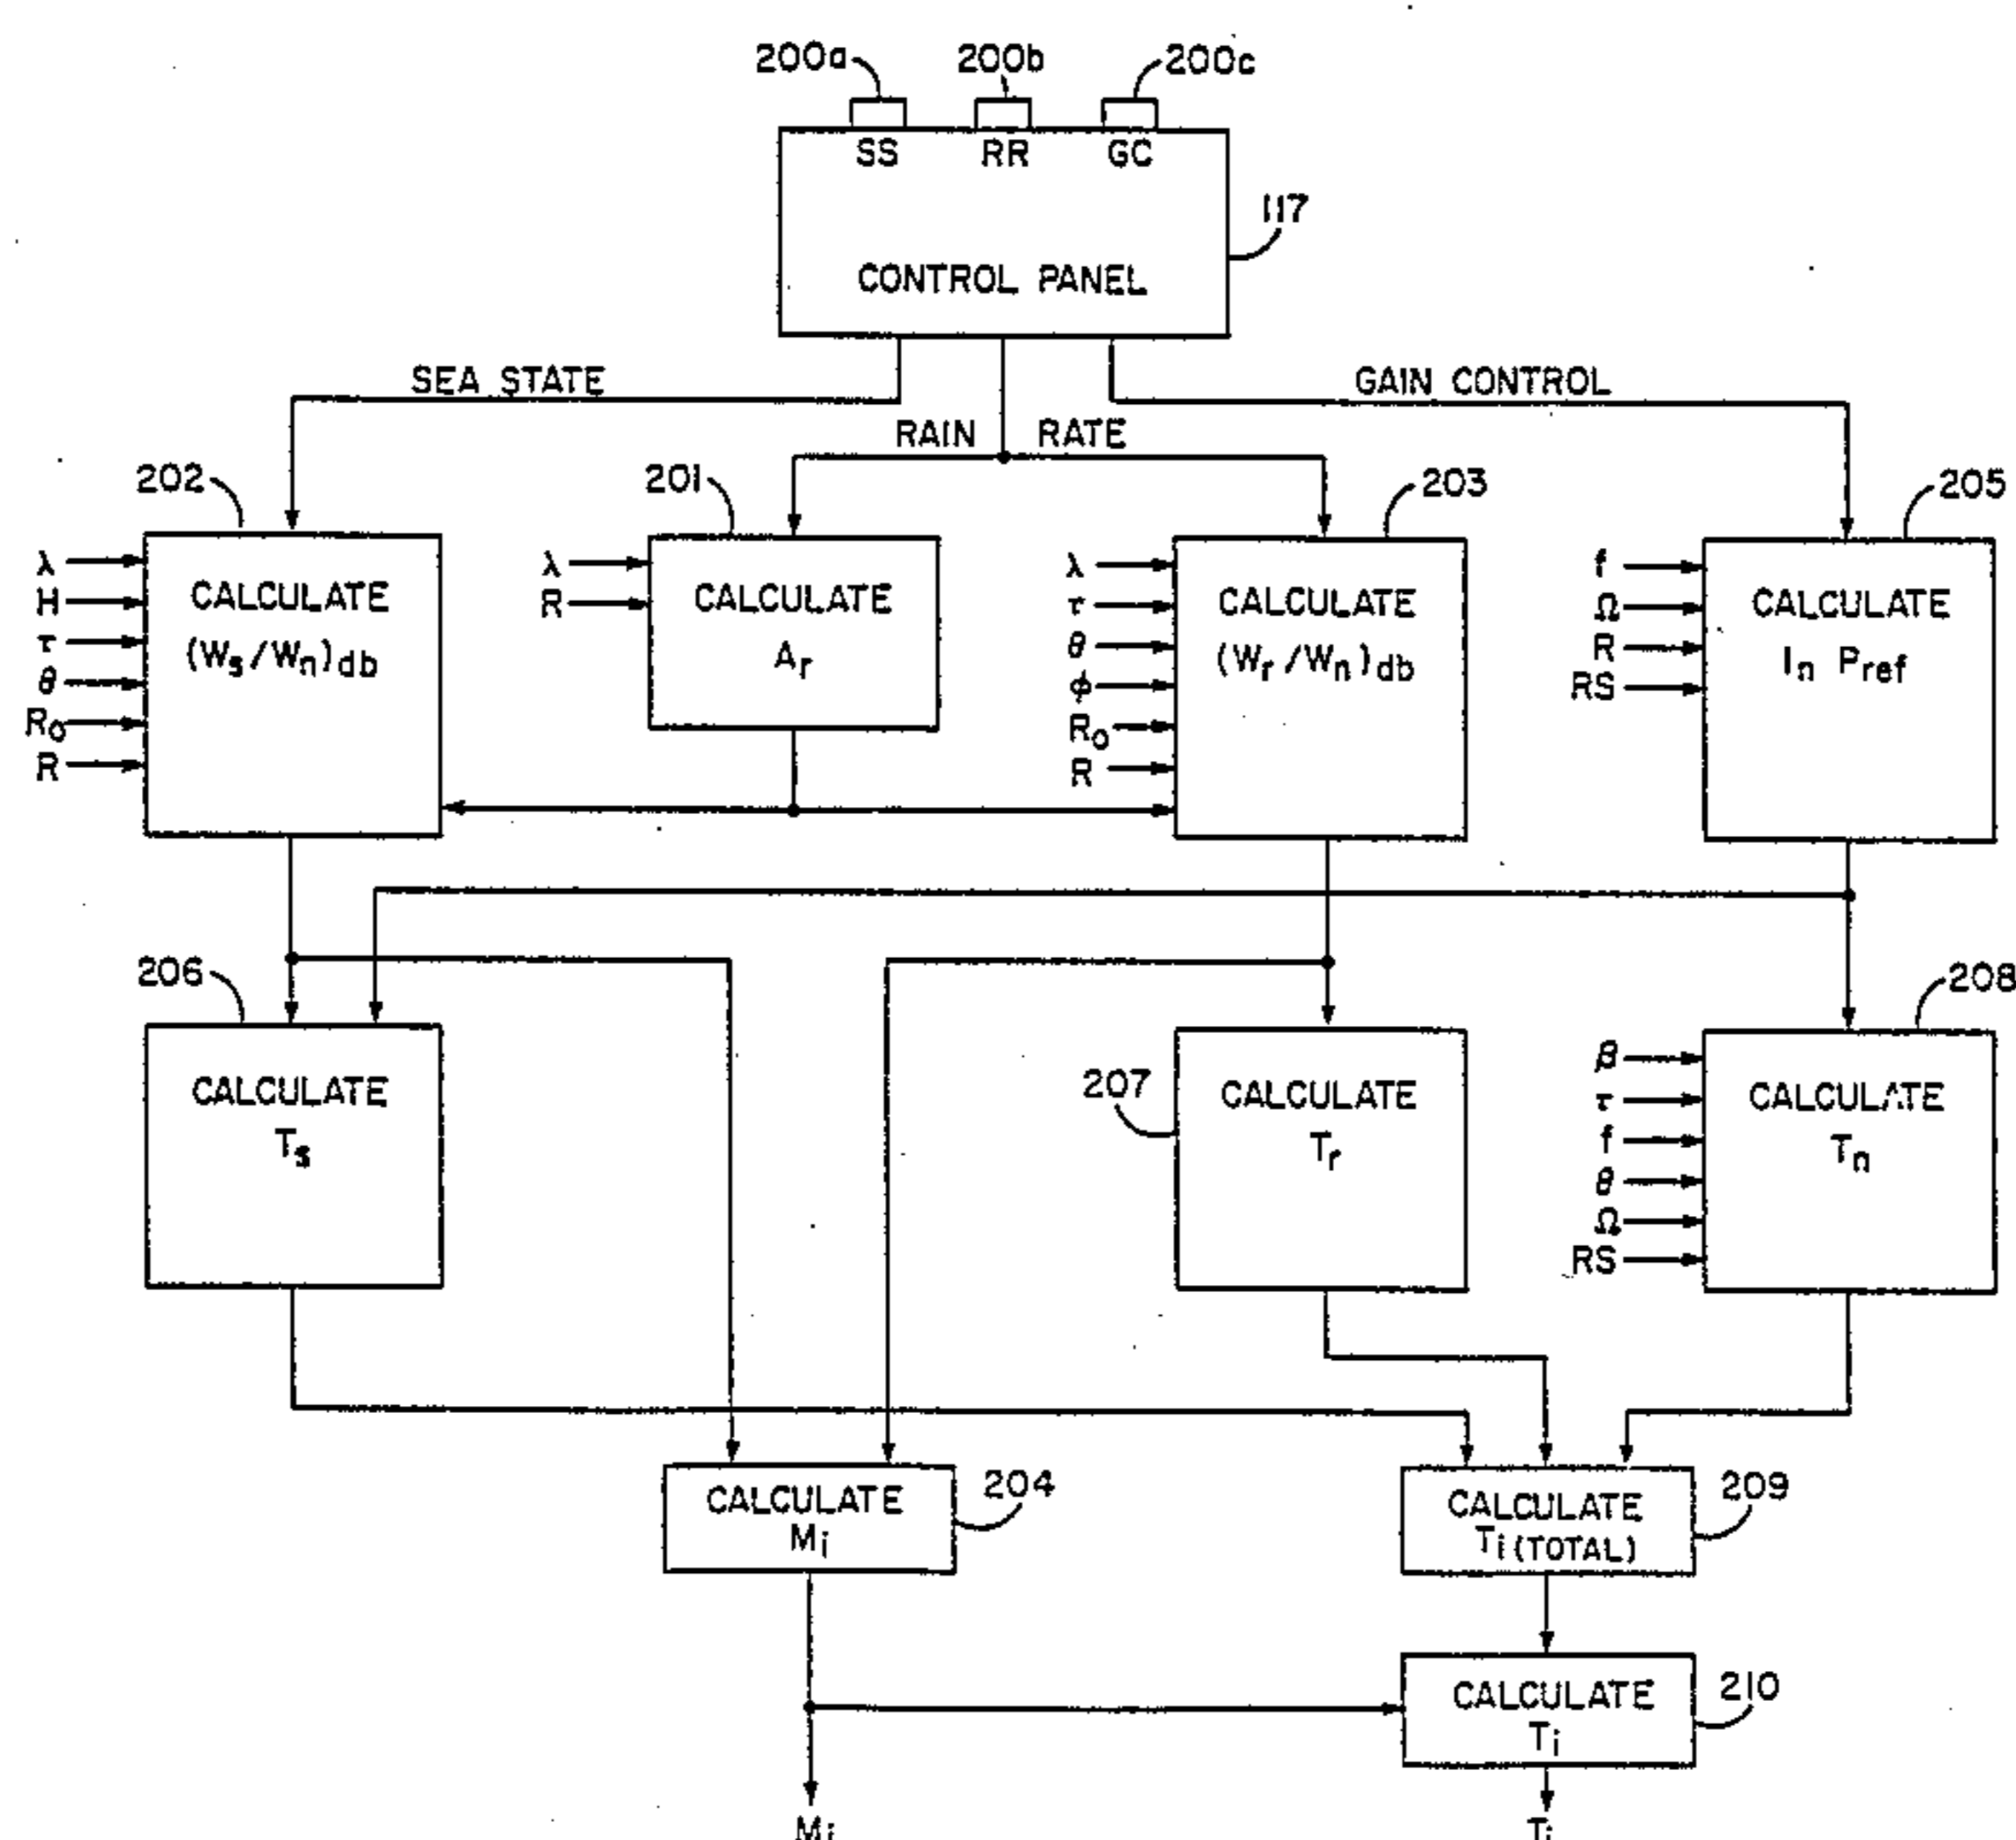 200a 200b 200c
SS RR GC
117
CONTROL PANEL
SEA STATE
GAIN CONTROL
RAIN RATE
202
201
203
205
λ
H
τ
θ
R₀
R
CALCULATE
(Wₛ/Wₙ)db
λ
R
CALCULATE
Aᵣ
λ
τ
θ
ϕ
R₀
R
CALCULATE
(Wᵣ/Wₙ)db
f
Ω
R
RS
CALCULATE
Iₙ Pref
206
CALCULATE
Tₛ
207
CALCULATE
Tᵣ
208
β
τ
f
θ
Ω
RS
CALCULATE
Tₙ
204
CALCULATE
Mᵢ
209
CALCULATE
Tᵢ (TOTAL)
210
CALCULATE
Tᵢ
Mᵢ
Tᵢ